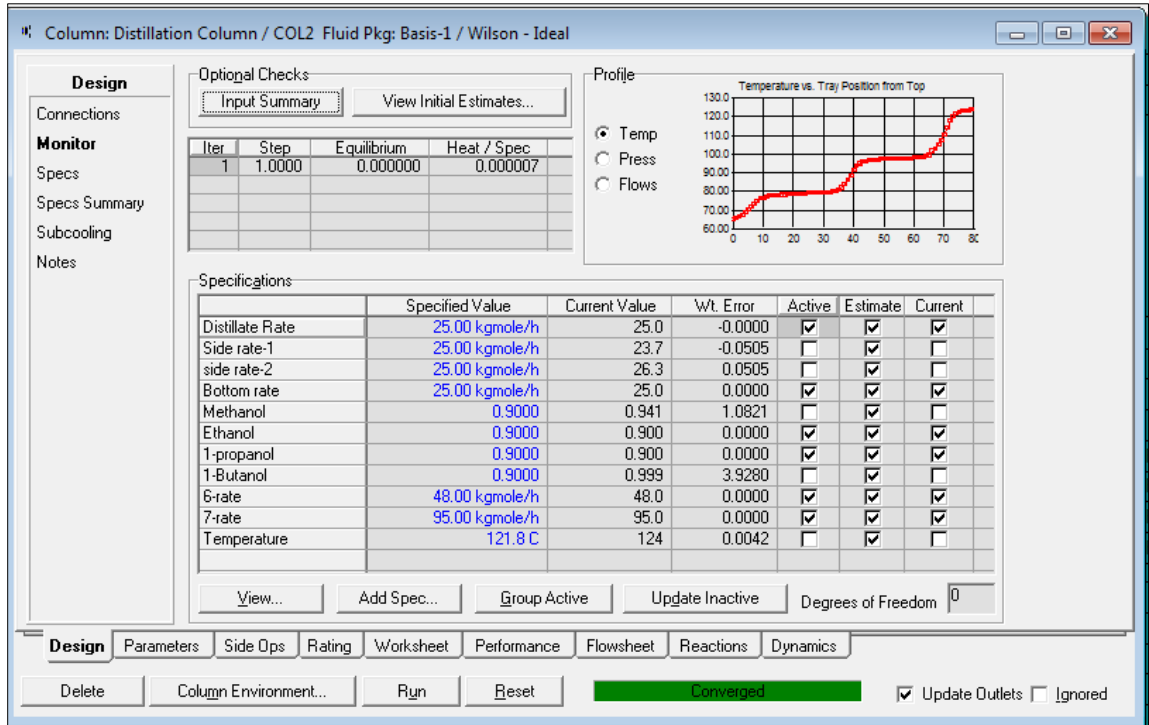 Column: Distillation Column / COL2 Fluid Pkg: Basis-1 / Wilson - Ideal
Design
Connections
Monitor
Specs
Specs Summary
Subcooling
Notes
Optional Checks
Input Summary View Initial Estimates...
Iter Step Equilibrium Heat / Spec
1 1.0000 0.000000 0.000007
Profile
Temp
Press
Flows
Temperature vs. Tray Position from Top
130.0
120.0
110.0
100.0
90.00
80.00
70.00
60.00
0 10 20 30 40 50 60 70 80
Specifications
Specified Value Current Value Wt. Error Active Estimate Current
Distillate Rate 25.00 kgmole/h 25.0 -0.0000
Side rate-1 25.00 kgmole/h 23.7 -0.0505
side rate-2 25.00 kgmole/h 26.3 0.0505
Bottom rate 25.00 kgmole/h 25.0 0.0000
Methanol 0.9000 0.941 1.0821
Ethanol 0.9000 0.900 0.0000
1-propanol 0.9000 0.900 0.0000
1-Butanol 0.9000 0.999 3.9280
6-rate 48.00 kgmole/h 48.0 0.0000
7-rate 95.00 kgmole/h 95.0 0.0000
Temperature 121.8 C 124 0.0042
View... Add Spec... Group Active Update Inactive Degrees of Freedom 0
Design Parameters Side Ops Rating Worksheet Performance Flowsheet Reactions Dynamics
Delete Column Environment... Run Reset Converged Update Outlets Ignored